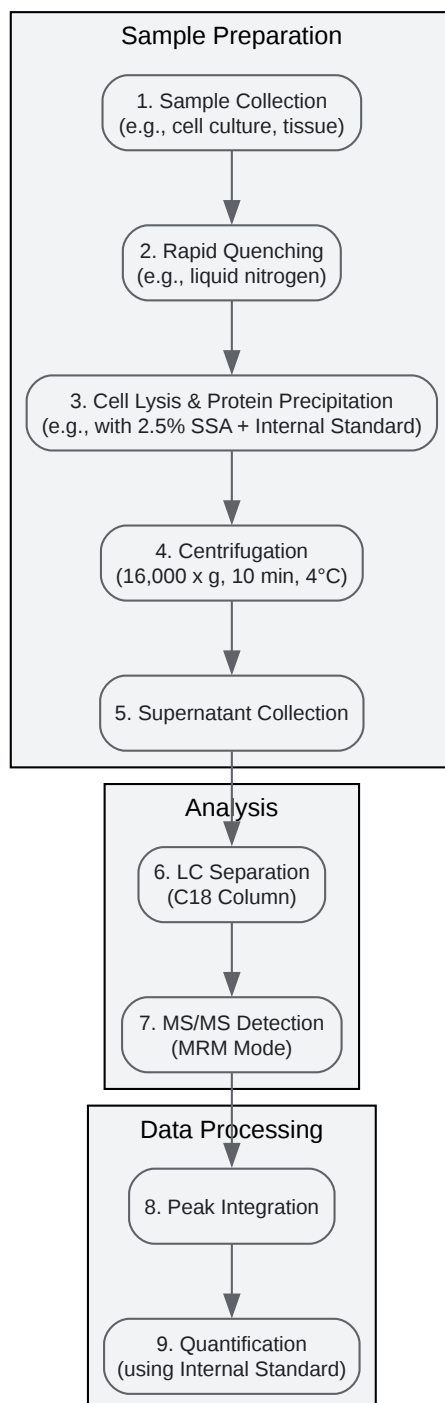 Sample Preparation
1. Sample Collection
(e.g., cell culture, tissue)
2. Rapid Quenching
(e.g., liquid nitrogen)
3. Cell Lysis & Protein Precipitation
(e.g., with 2.5% SSA + Internal Standard)
4. Centrifugation
(16,000 x g, 10 min, 4°C)
5. Supernatant Collection
Analysis
6. LC Separation
(C18 Column)
7. MS/MS Detection
(MRM Mode)
Data Processing
8. Peak Integration
9. Quantification
(using Internal Standard)